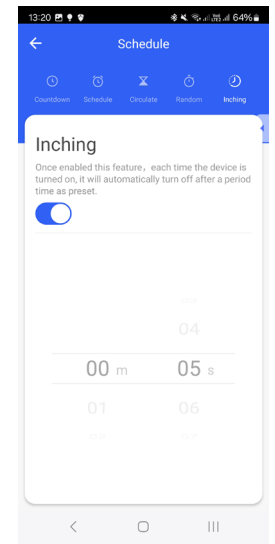 13:20 64%
Schedule
Countdown Schedule Circulate Random Inching
Inching
Once enabled this feature，each time the device is
turned on, it will automatically turn off after a period
time as preset.
04
00 m 05 s
01 06